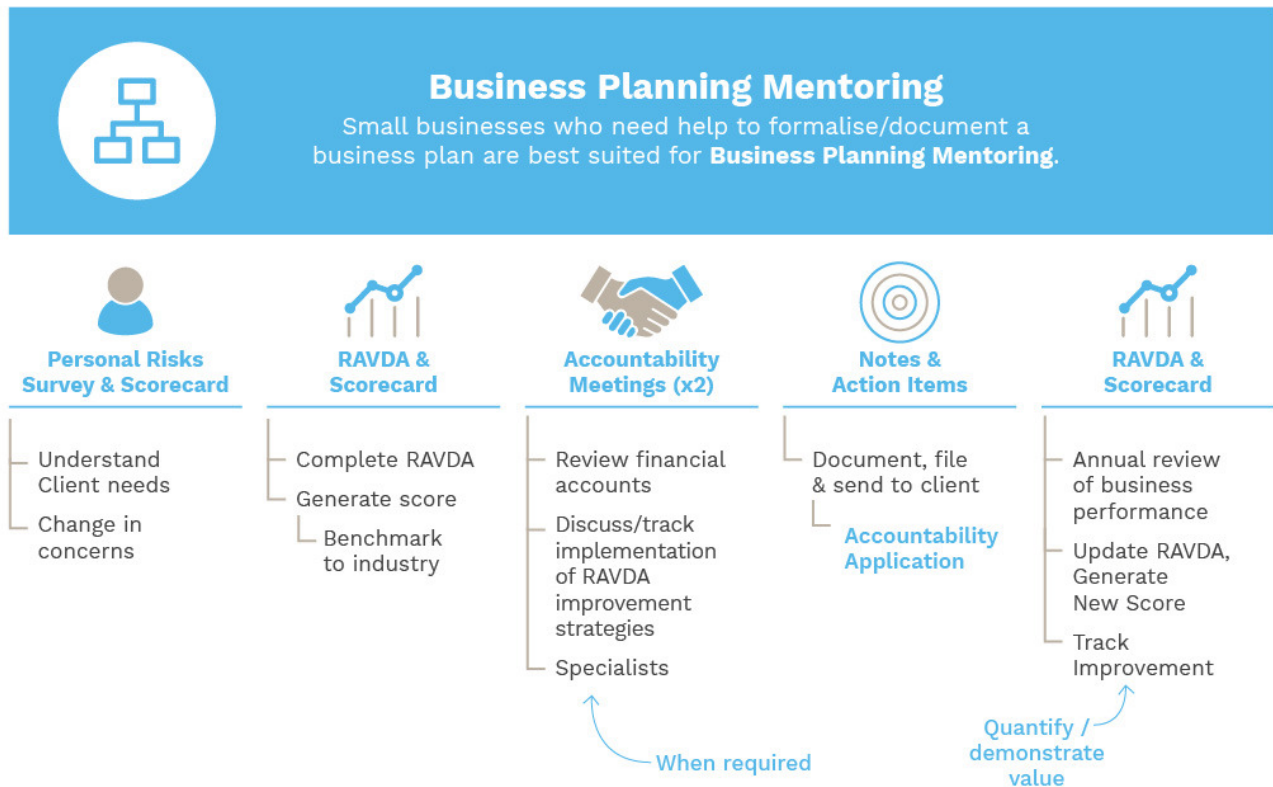 Business Planning Mentoring
Small businesses who need help to formalise/document a
business plan are best suited for Business Planning Mentoring.
Personal Risks
Survey & Scorecard
Understand
Client needs
Change in
concerns
RAVDA &
Scorecard
Complete RAVDA
Generate score
Benchmark
to industry
Accountability
Meetings (x2)
Review financial
accounts
Discuss/track
implementation
of RAVDA
improvement
strategies
Specialists
When required
Notes &
Action Items
Document, file
& send to client
Accountability
Application
RAVDA &
Scorecard
Annual review
of business
performance
Update RAVDA,
Generate
New Score
Track
Improvement
Quantify /
demonstrate
value